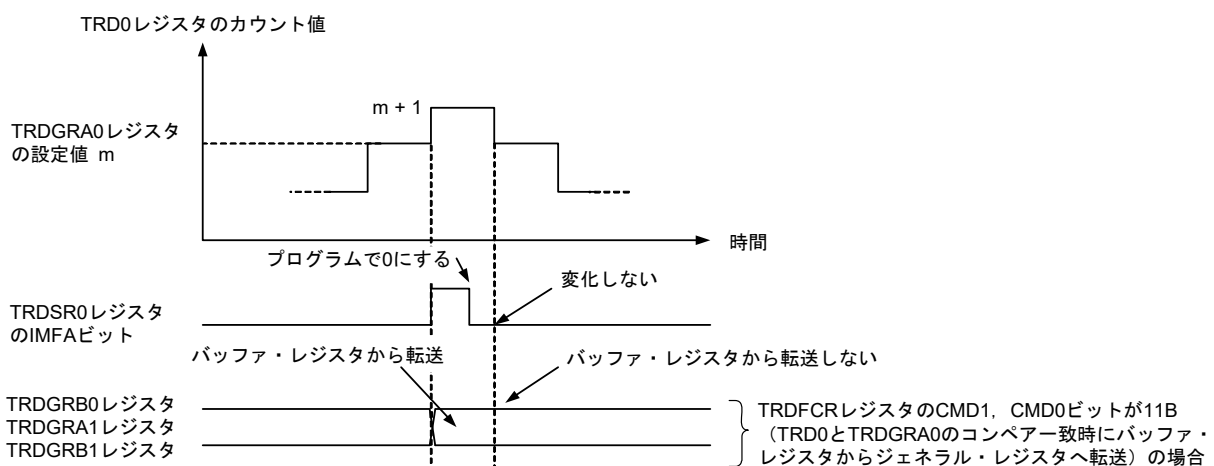 TRD0レジスタのカウント値
m + 1
TRDGRA0レジスタ
の設定値 m
時間
プログラムで0にする
変化しない
TRDSR0レジスタ
のIMFAビット
バッファ・レジスタから転送
バッファ・レジスタから転送しない
TRDGRB0レジスタ
TRDGRA1レジスタ
TRDGRB1レジスタ
TRDFCRレジスタのCMD1, CMD0ビットが11B
(TRD0とTRDGRA0のコンペアー致時にバッファ・
レジスタからジェネラル・レジスタへ転送)の場合